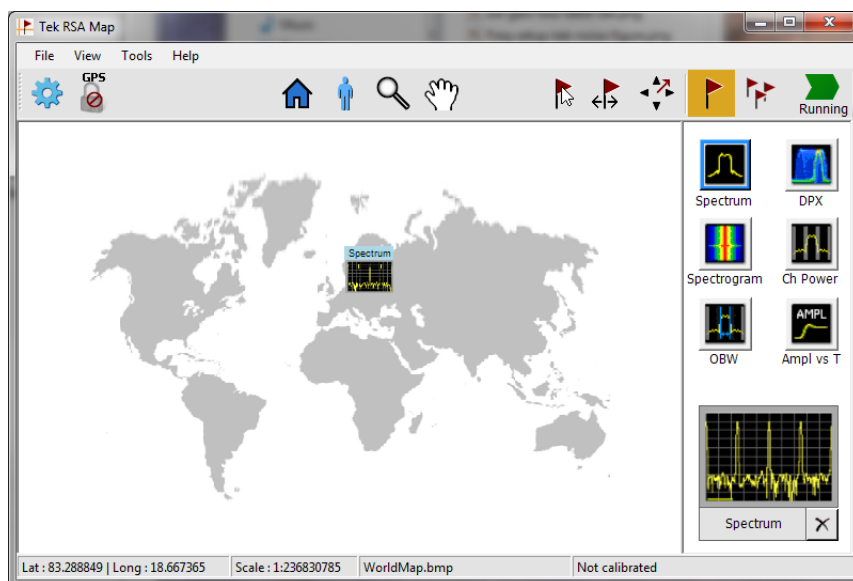 Tek RSA Map
File View Tools Help
GPS
Running
Spectrum DPX
Spectrogram Ch Power
AMPL
OBW Ampl vs T
Spectrum
Spectrum
Lat : 83.288849 | Long : 18.667365 Scale : 1:236830785 WorldMap.bmp Not calibrated